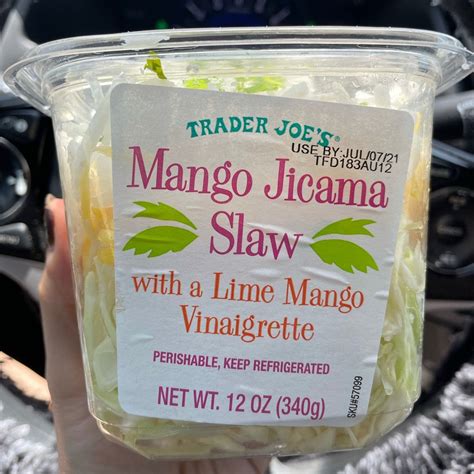 TRADER JOE'S®
USE BY:JUL/07/21
TFD183AU12
Mango Jicama
Slaw
with a Lime Mango
Vinaigrette
PERISHABLE, KEEP REFRIGERATED
NET WT. 12 OZ (340g)
SKU#57099